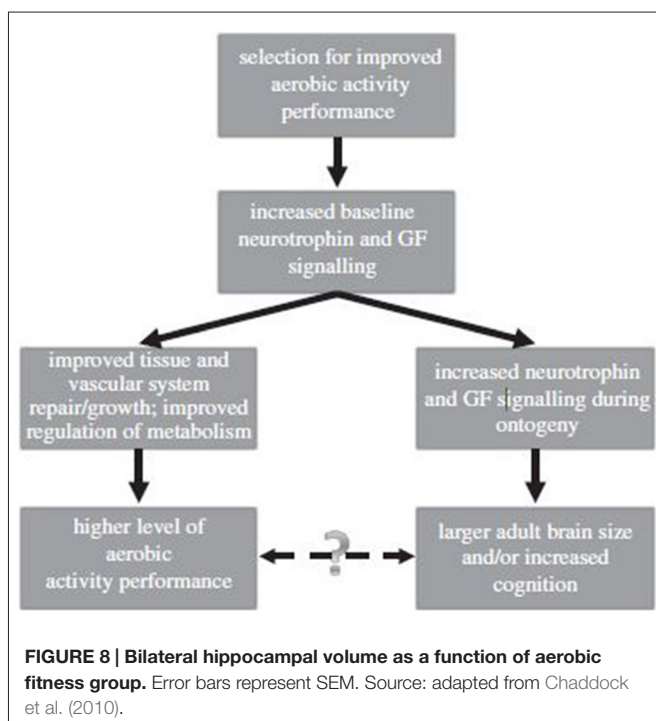 selection for improved
aerobic activity
performance
increased baseline
neurotrophin and GF
signalling
improved tissue and
vascular system
repair/growth; improved
regulation of metabolism
increased neurotrophin
and GF signalling during
ontogeny
higher level of
aerobic
activity performance
?
larger adult brain size
and/or increased
cognition
FIGURE 8 | Bilateral hippocampal volume as a function of aerobic
fitness group. Error bars represent SEM. Source: adapted from Chaddock
et al. (2010).